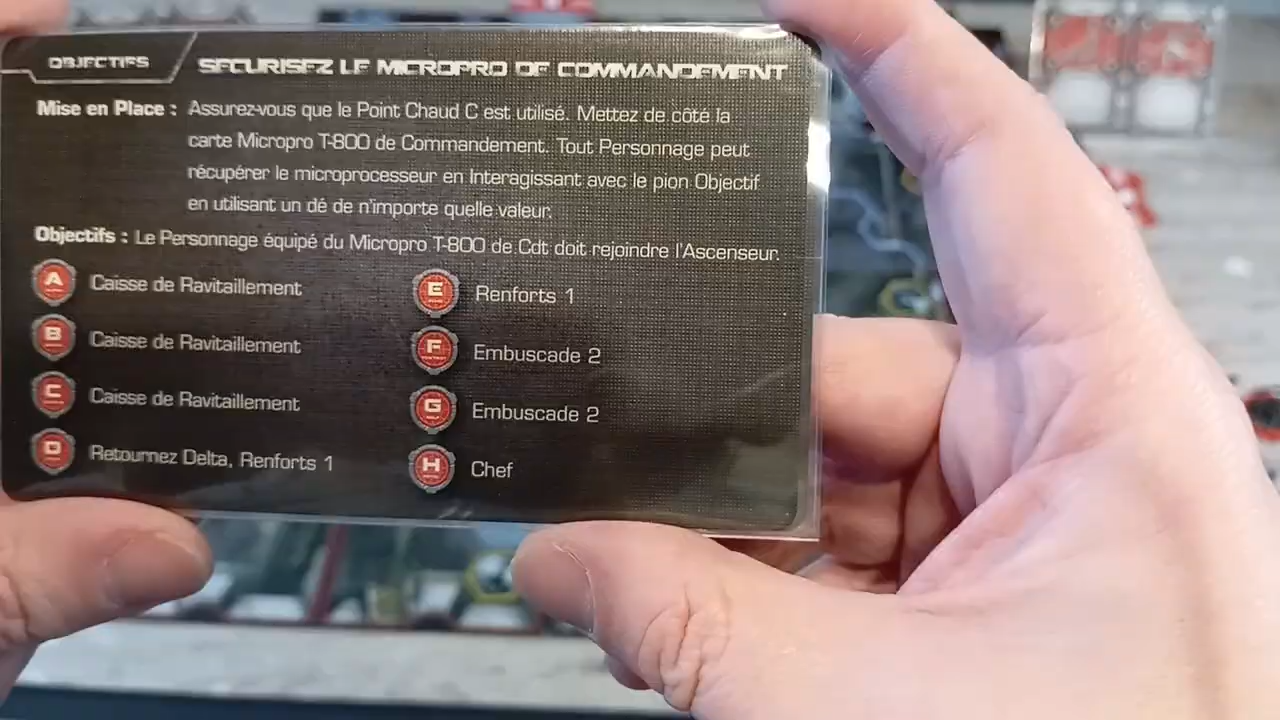 OBJECTIFS
SECURISEZ LE MICROPRO DE COMMANDEMENT
Mise en Place : Assurez-vous que le Point Chaud C est utilisé. Mettez de côté la
carte Micropro T-800 de Commandement. Tout Personnage peut
récupérer le microprocesseur en Interagissant avec le pion Objectif
en utilisant un dé de n'importe quelle valeur.
Objectifs : Le Personnage équipé du Micropro T-800 de Cdt doit rejoindre l'Ascenseur.
A Caisse de Ravitaillement
B Caisse de Ravitaillement
C Caisse de Ravitaillement
D Retournez Delta, Renforts 1
E Renforts 1
F Embuscade 2
G Embuscade 2
H Chef